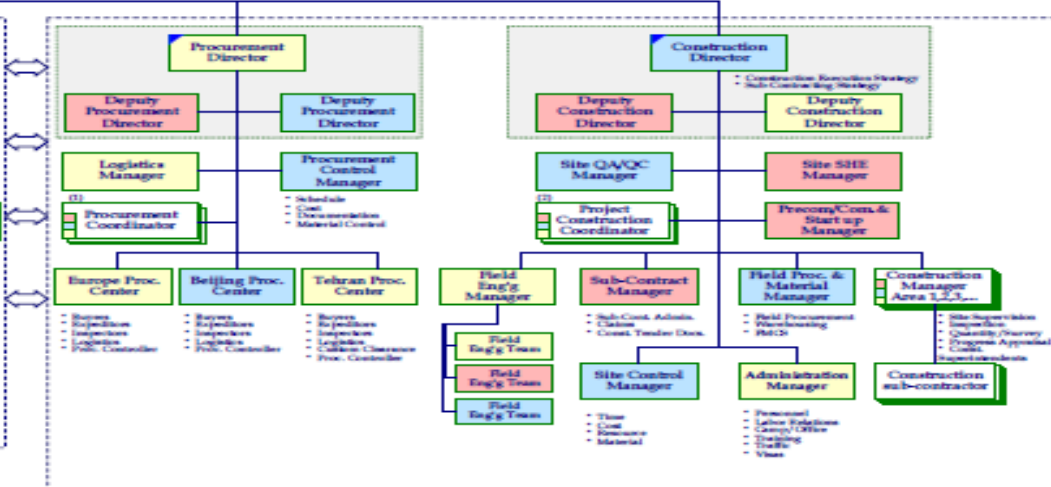 Procurement
Director
Deputy
Procurement
Director
Deputy
Procurement
Director
Logistics
Manager
Procurement
Control
Manager
- Schedule
- Cost
- Documentation
- Material Control
(1)
Procurement
Coordinator
Europe Proc.
Center
Beijing Proc.
Center
Tehran Proc.
Center
- Buyers
- Expeditors
- Inspectors
- Logistics
- Proc. Controller
- Buyers
- Expeditors
- Inspectors
- Logistics
- Proc. Controller
- Buyers
- Expeditors
- Inspectors
- Logistics
- Custom Clearance
- Proc. Controller
Construction
Director
- Construction Execution Strategy
- Sub Contracting Strategy
Deputy
Construction
Director
Deputy
Construction
Director
Site QA/QC
Manager
Site SHE
Manager
(2)
Project
Construction
Coordinator
Precom/Com.&
Start up
Manager
Field
Eng'g
Manager
Sub-Contract
Manager
Field Proc. &
Material
Manager
Construction
Manager
Area 1,2,3,...
- Sub Cont. Admin.
- Claims
- Const. Tender Docs.
- Field Procurement
- Warehousing
- Site Supervision
- Inspection
- Quantity/Survey
- Progress Appraisal
- Const.
Superintendents
Field
Eng'g Team
Field
Eng'g Team
Field
Eng'g Team
Site Control
Manager
Administration
Manager
Construction
sub-contractor
- Time
- Cost
- Resource
- Material
- Personnel
- Labor Relations
- Camp/Office
- Training
- Traffic
- Visas